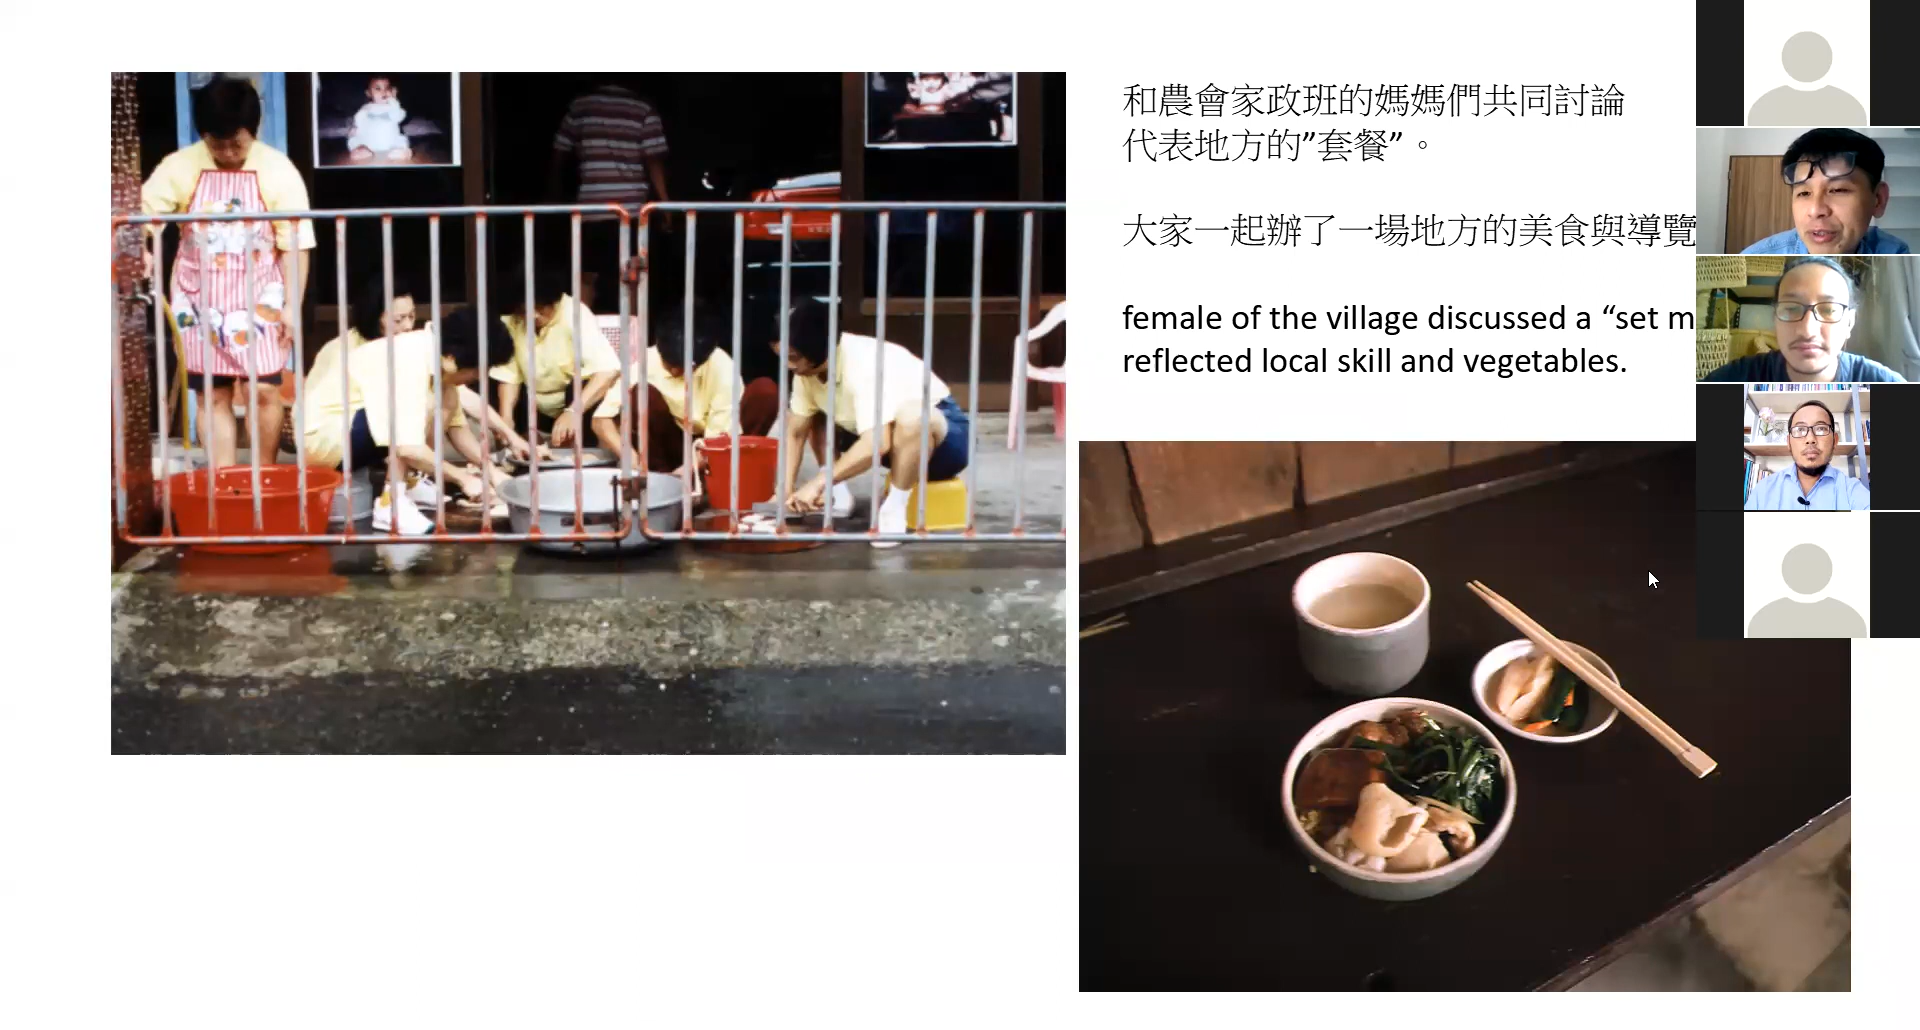 和農會家政班的媽媽們共同討論
代表地方的”套餐”。
大家一起辦了一場地方的美食與導覽
female of the village discussed a “set m
reflected local skill and vegetables.